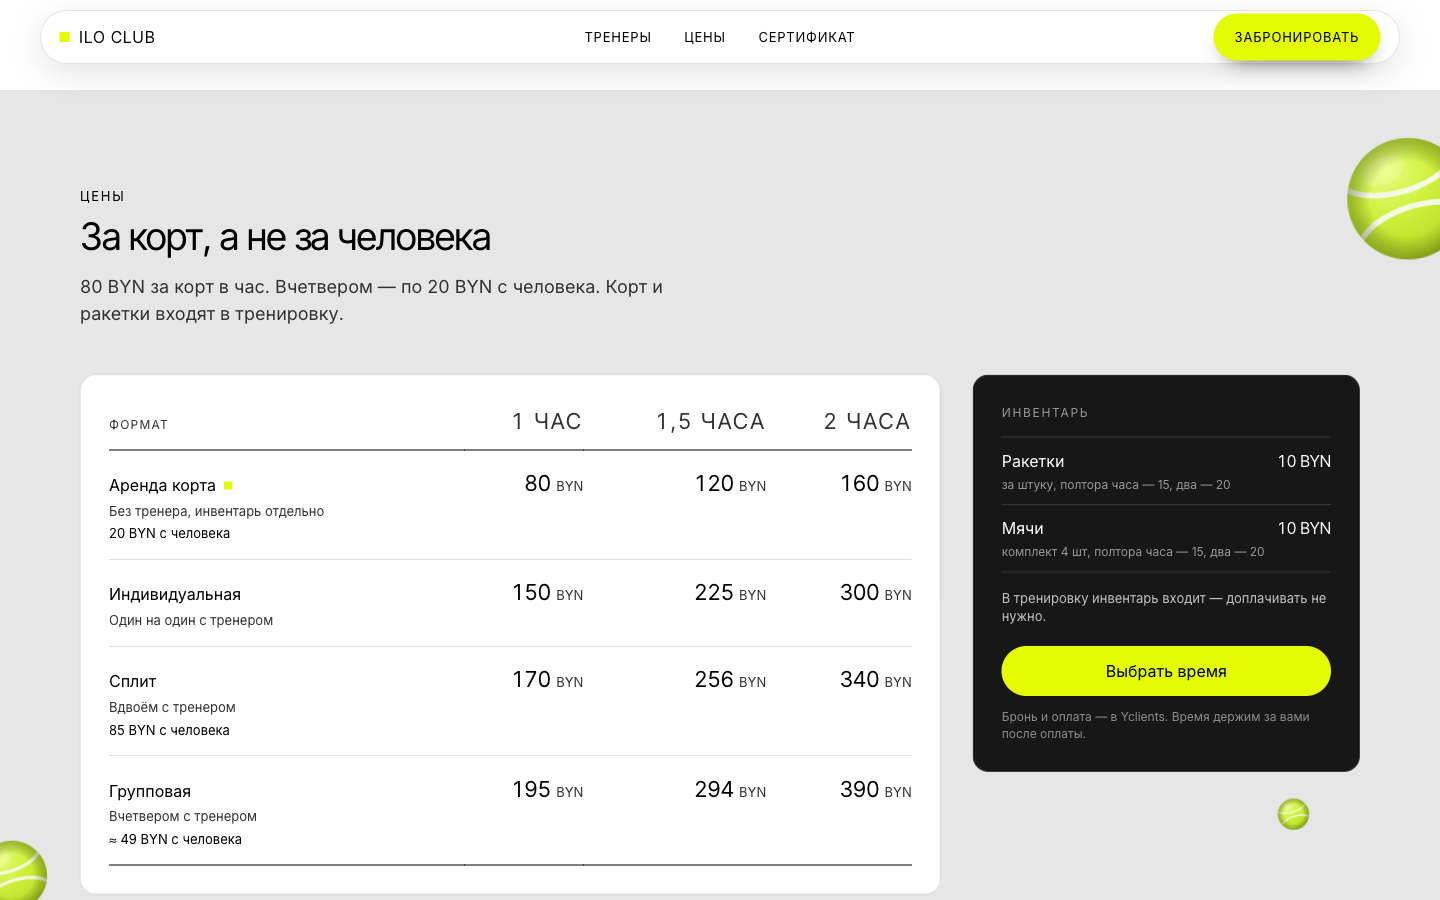 ILO CLUB
ТРЕНЕРЫ ЦЕНЫ СЕРТИФИКАТ
ЗАБРОНИРОВАТЬ
ЦЕНЫ
За корт, а не за человека
80 BYN за корт в час. Вчетвером — по 20 BYN с человека. Корт и
ракетки входят в тренировку.
ФОРМАТ 1 ЧАС 1,5 ЧАСА 2 ЧАСА
Аренда корта 80 BYN 120 BYN 160 BYN
Без тренера, инвентарь отдельно
20 BYN с человека
Индивидуальная 150 BYN 225 BYN 300 BYN
Один на один с тренером
Сплит 170 BYN 256 BYN 340 BYN
Вдвоём с тренером
85 BYN с человека
Групповая 195 BYN 294 BYN 390 BYN
Вчетвером с тренером
≈ 49 BYN с человека
ИНВЕНТАРЬ
Ракетки 10 BYN
за штуку, полтора часа — 15, два — 20
Мячи 10 BYN
комплект 4 шт, полтора часа — 15, два — 20
В тренировку инвентарь входит — доплачивать не
нужно.
Выбрать время
Бронь и оплата — в Yclients. Время держим за вами
после оплаты.